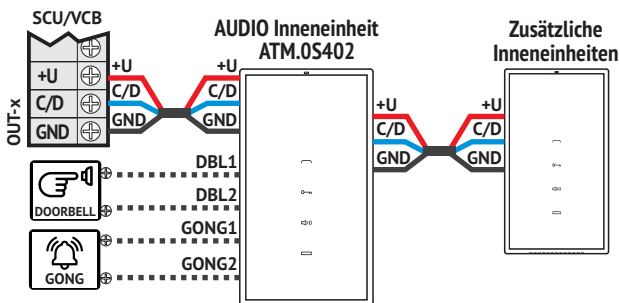 SCU/VCB
AUDIO Inneneinheit
ATM.0S402
Zusätzliche
Inneneinheiten
OUT-x
+U
C/D
GND
+U
C/D
GND
+U
C/D
GND
+U
C/D
GND
+U
C/D
GND
DOORBELL
DBL1
DBL2
GONG
GONG1
GONG2